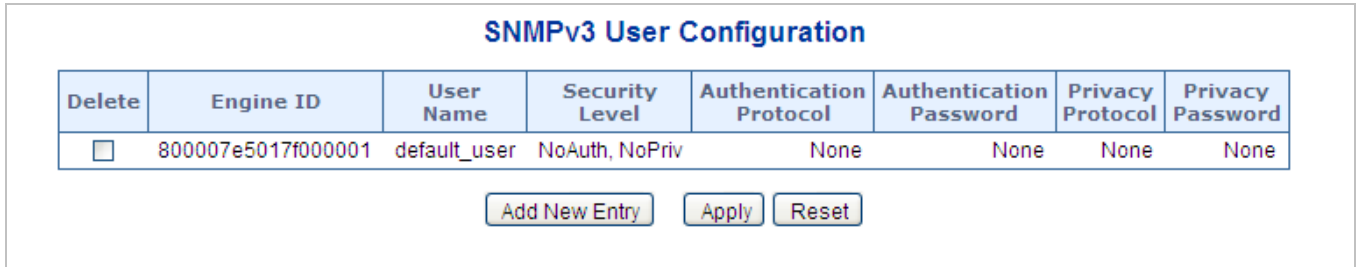 SNMPv3 User Configuration
Delete Engine ID User Name Security Level Authentication Protocol Authentication Password Privacy Protocol Privacy Password
800007e5017f000001 default_user NoAuth, NoPriv None None None None
Add New Entry Apply Reset